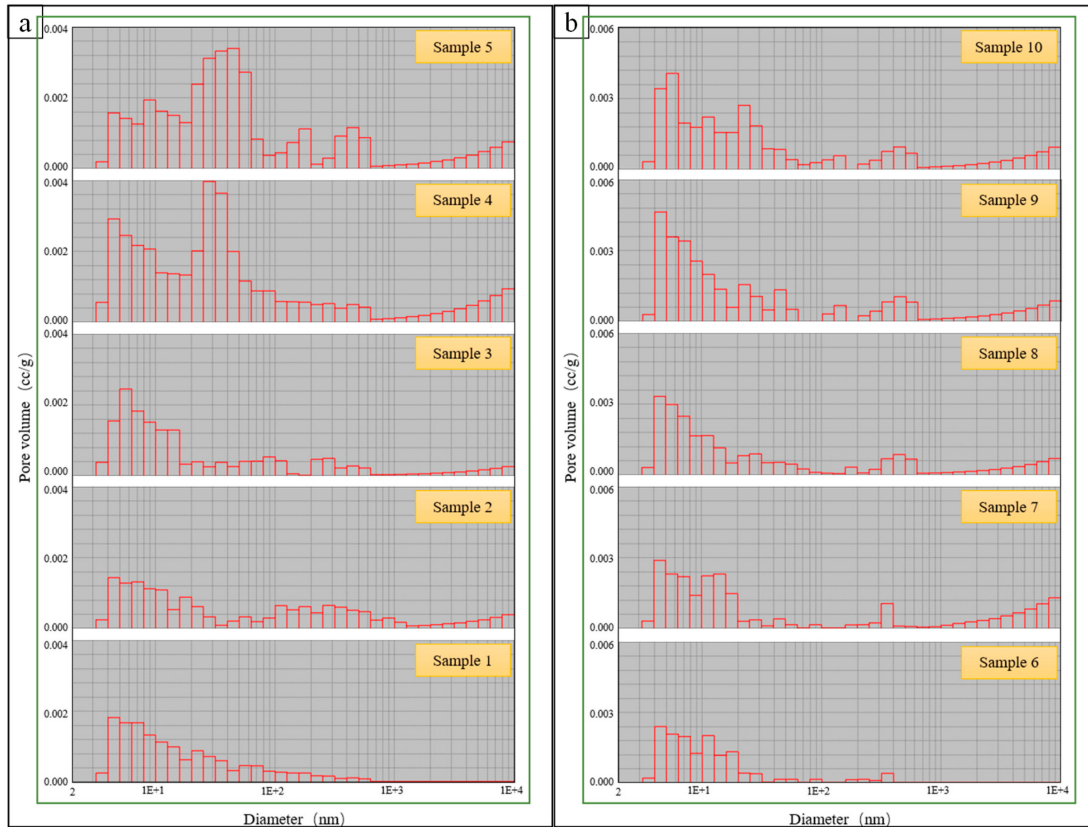 a
0.004
Sample 5
0.002
0.000
0.004
Sample 4
0.002
0.000
0.004
Sample 3
0.002
0.000
0.004
Sample 2
0.002
0.000
0.004
Sample 1
0.002
0.000
2 1E+1 1E+2 1E+3 1E+4
Diameter（nm）
Pore volume（cc/g）
b
0.006
Sample 10
0.003
0.000
0.006
Sample 9
0.003
0.000
0.006
Sample 8
0.003
0.000
0.006
Sample 7
0.003
0.000
0.006
Sample 6
0.003
0.000
2 1E+1 1E+2 1E+3 1E+4
Diameter（nm）
Pore volume（cc/g）